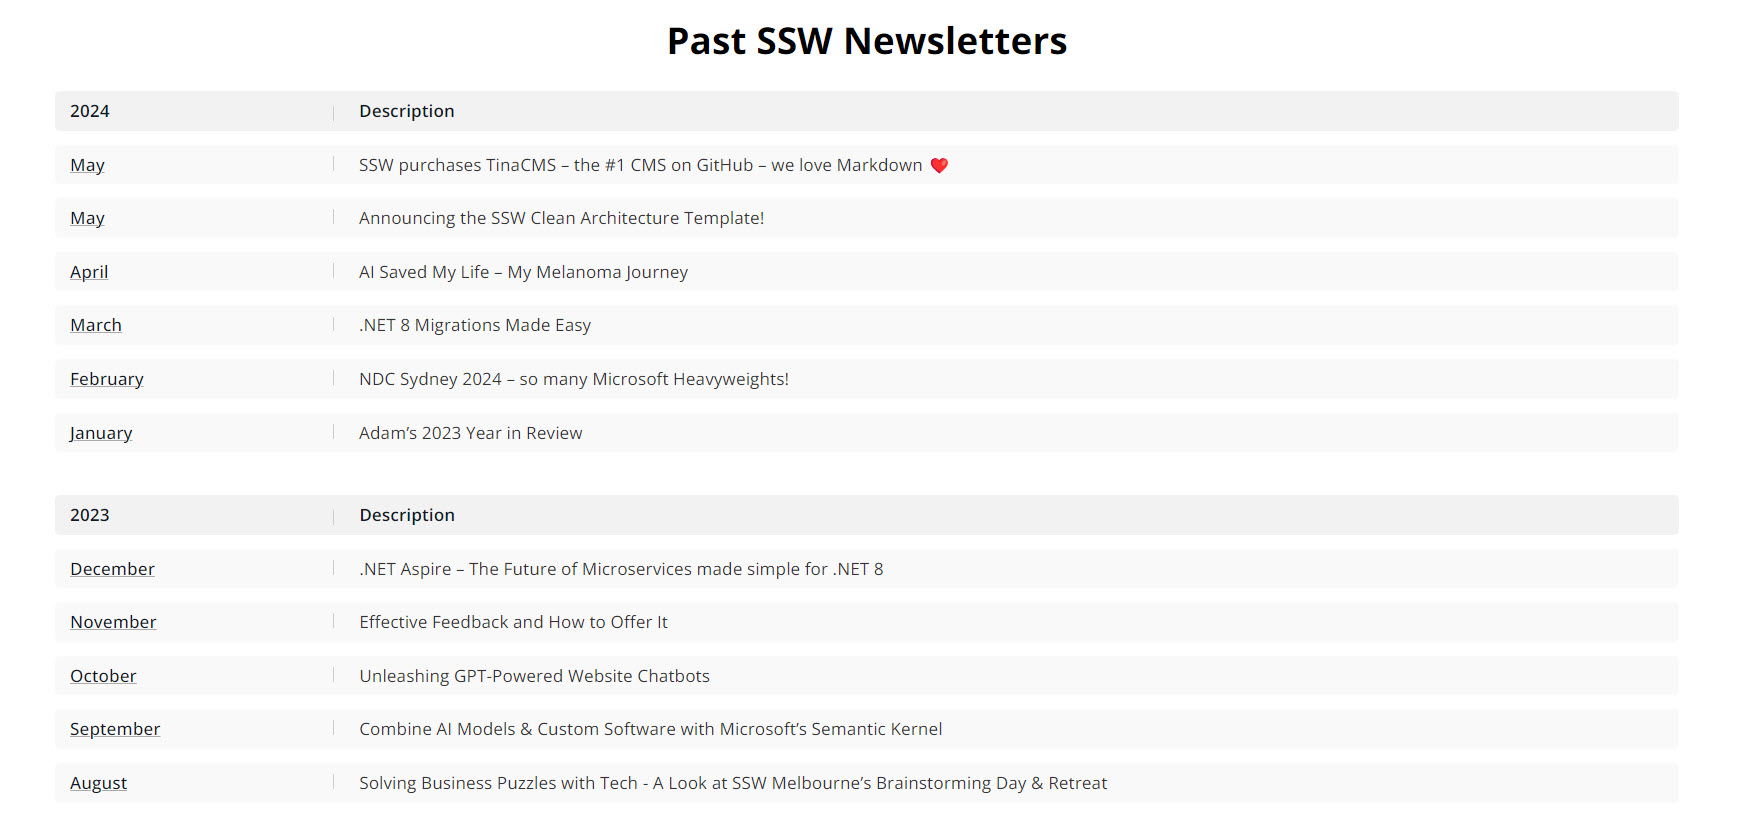 Past SSW Newsletters
2024 Description
May SSW purchases TinaCMS – the #1 CMS on GitHub – we love Markdown ❤️
May Announcing the SSW Clean Architecture Template!
April AI Saved My Life – My Melanoma Journey
March .NET 8 Migrations Made Easy
February NDC Sydney 2024 – so many Microsoft Heavyweights!
January Adam’s 2023 Year in Review
2023 Description
December .NET Aspire – The Future of Microservices made simple for .NET 8
November Effective Feedback and How to Offer It
October Unleashing GPT-Powered Website Chatbots
September Combine AI Models & Custom Software with Microsoft’s Semantic Kernel
August Solving Business Puzzles with Tech - A Look at SSW Melbourne’s Brainstorming Day & Retreat